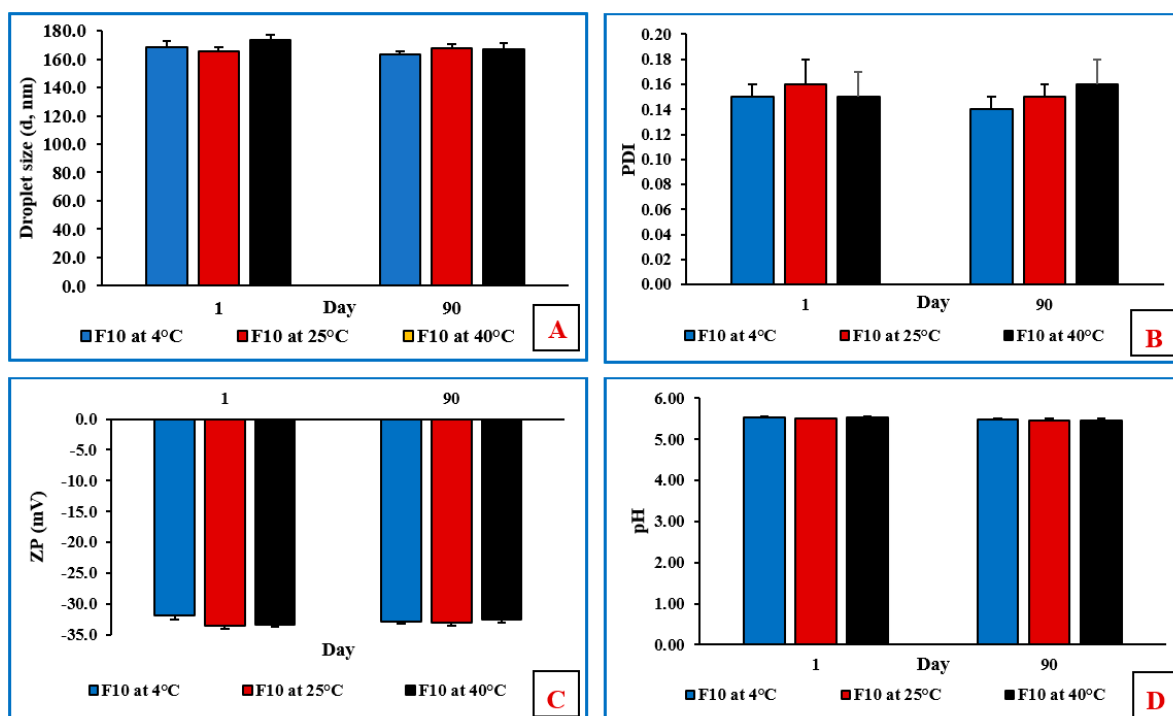 180.0
160.0
140.0
120.0
100.0
80.0
60.0
40.0
20.0
0.0
Droplet size (d, nm)
1 Day 90
F10 at 4°C F10 at 25°C F10 at 40°C
A
0.20
0.18
0.16
0.14
0.12
0.10
0.08
0.06
0.04
0.02
0.00
PDI
1 Day 90
F10 at 4°C F10 at 25°C F10 at 40°C
B
1 90
0.0
-5.0
-10.0
-15.0
-20.0
-25.0
-30.0
-35.0
ZP (mV)
Day
F10 at 4°C F10 at 25°C F10 at 40°C
C
6.00
5.00
4.00
3.00
2.00
1.00
0.00
pH
1 Day 90
F10 at 4°C F10 at 25°C F10 at 40°C
D